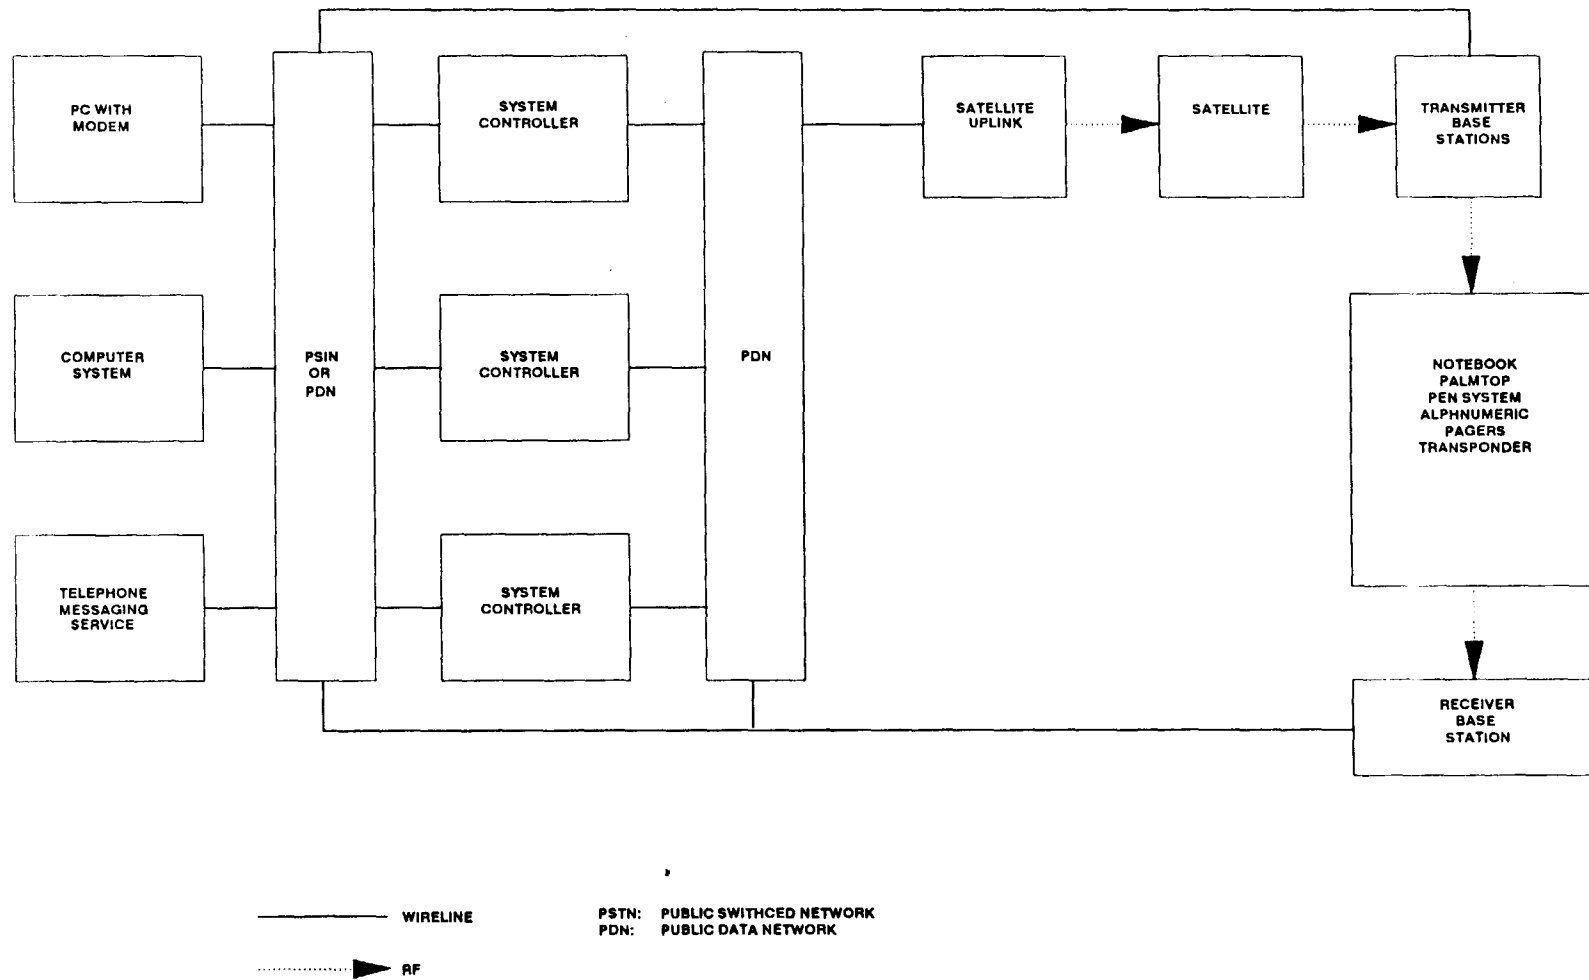 PC WITH
MODEM
SYSTEM
CONTROLLER
SATELLITE
UPLINK
SATELLITE
TRANSMITTER
BASE
STATIONS
COMPUTER
SYSTEM
PSIN
OR
PDN
SYSTEM
CONTROLLER
PDN
NOTEBOOK
PALMTOP
PEN SYSTEM
ALPHNUMERIC
PAGERS
TRANSPONDER
TELEPHONE
MESSAGING
SERVICE
SYSTEM
CONTROLLER
RECEIVER
BASE
STATION
WIRELINE
PSTN: PUBLIC SWITHCED NETWORK
PDN: PUBLIC DATA NETWORK
RF